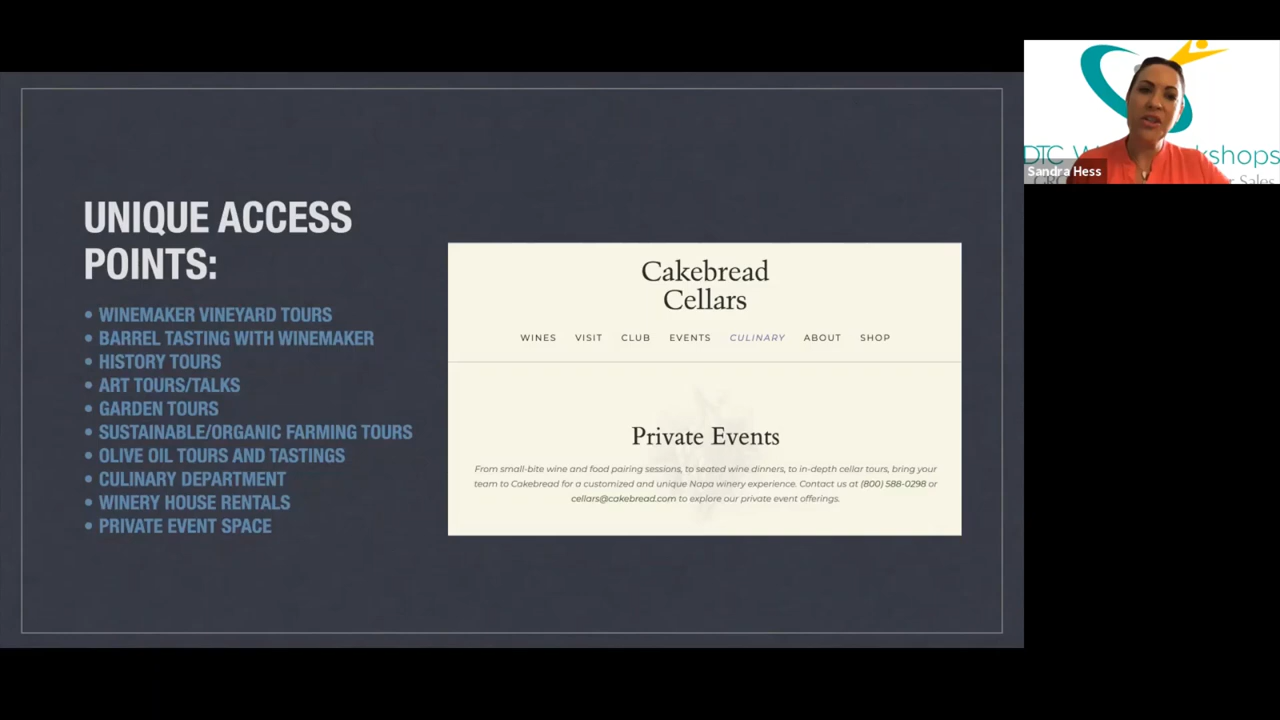 UNIQUE ACCESS
POINTS:
• WINEMAKER VINEYARD TOURS
• BARREL TASTING WITH WINEMAKER
• HISTORY TOURS
• ART TOURS/TALKS
• GARDEN TOURS
• SUSTAINABLE/ORGANIC FARMING TOURS
• OLIVE OIL TOURS AND TASTINGS
• CULINARY DEPARTMENT
• WINERY HOUSE RENTALS
• PRIVATE EVENT SPACE
Cakebread
Cellars
WINES VISIT CLUB EVENTS CULINARY ABOUT SHOP
Private Events
From small-bite wine and food pairing sessions, to seated wine dinners, to in-depth cellar tours, bring your
team to Cakebread for a customized and unique Napa winery experience. Contact us at (800) 588-0298 or
cellars@cakebread.com to explore our private event offerings.
DTC
Sandra Hess
Sales